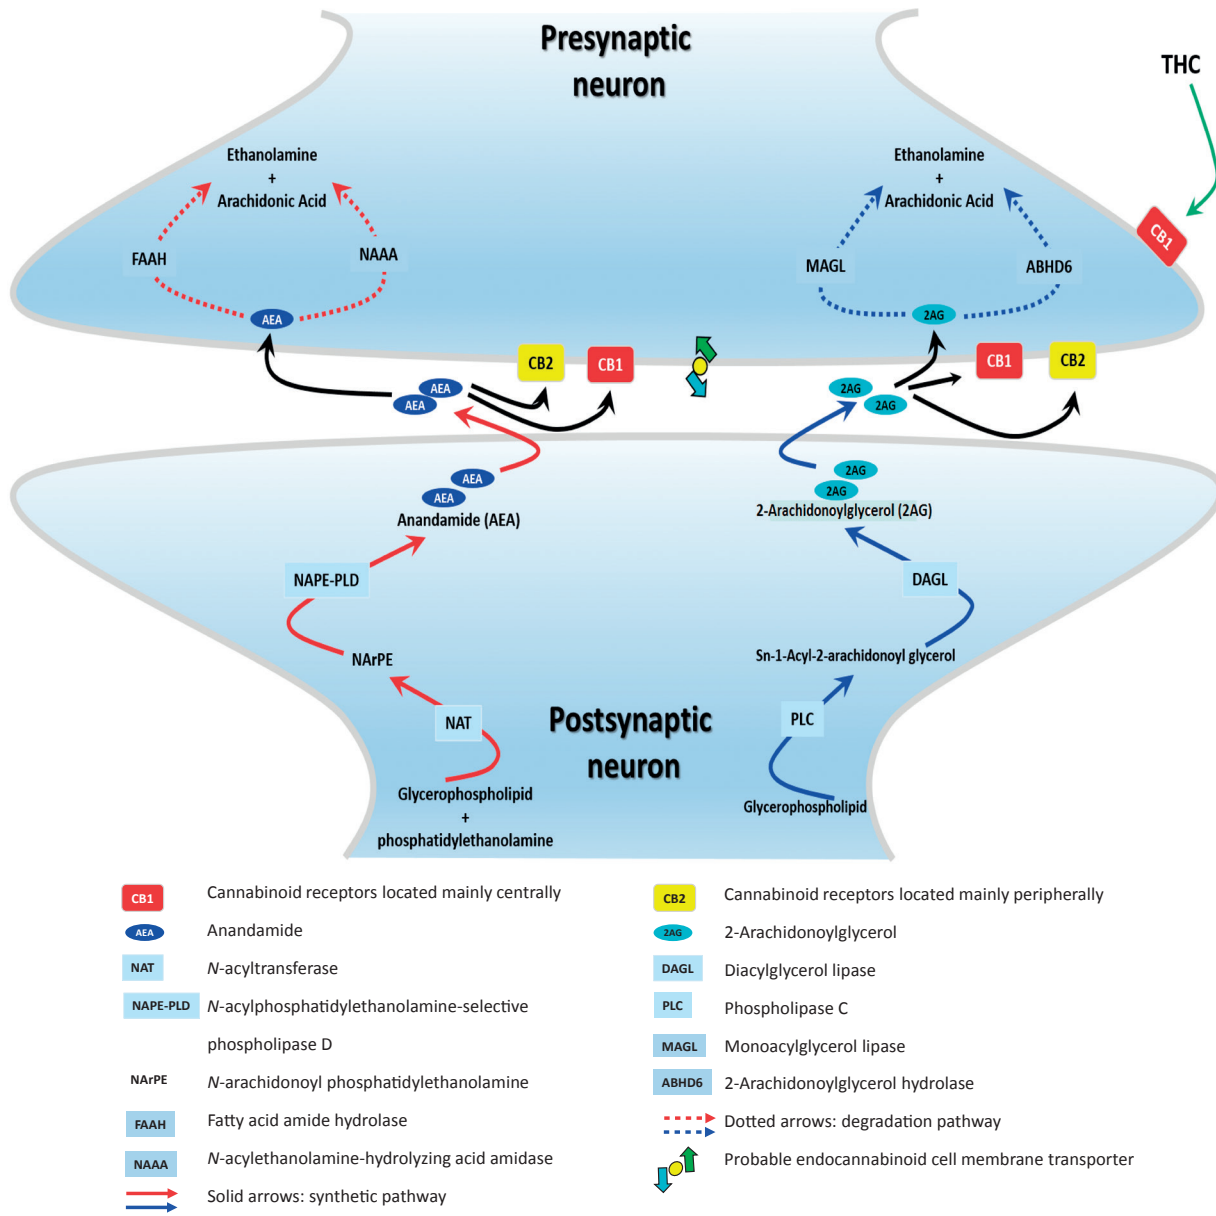 Presynaptic
neuron
THC
Ethanolamine
+
Arachidonic Acid
Ethanolamine
+
Arachidonic Acid
CB1
FAAH
NAAA
MAGL
ABHD6
AEA
2AG
CB2
CB1
CB1
CB2
AEA
AEA
2AG
2AG
AEA
AEA
Anandamide (AEA)
2AG
2AG
2-Arachidonoylglycerol (2AG)
NAPE-PLD
DAGL
NArPE
Sn-1-Acyl-2-arachidonoyl glycerol
NAT
PLC
Postsynaptic
neuron
Glycerophospholipid
+
phosphatidylethanolamine
Glycerophospholipid
CB1 Cannabinoid receptors located mainly centrally
AEA Anandamide
NAT N-acyltransferase
NAPE-PLD N-acylphosphatidylethanolamine-selective
phospholipase D
NArPE N-arachidonoyl phosphatidylethanolamine
FAAH Fatty acid amide hydrolase
NAAA N-acylethanolamine-hydrolyzing acid amidase
Solid arrows: synthetic pathway
CB2 Cannabinoid receptors located mainly peripherally
2AG 2-Arachidonoylglycerol
DAGL Diacylglycerol lipase
PLC Phospholipase C
MAGL Monoacylglycerol lipase
ABHD6 2-Arachidonoylglycerol hydrolase
Dotted arrows: degradation pathway
Probable endocannabinoid cell membrane transporter